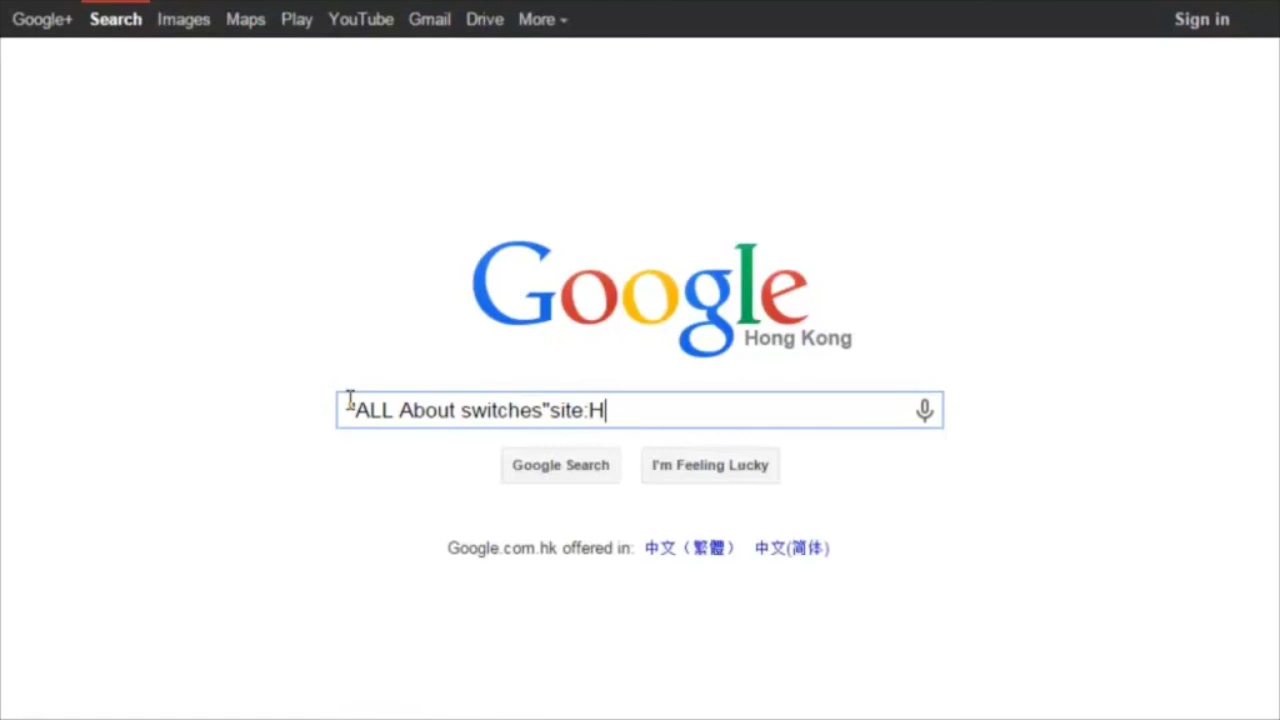 Google+ Search Images Maps Play YouTube Gmail Drive More Sign in
Google
Hong Kong
"ALL About switches"site:H
Google Search I'm Feeling Lucky
Google.com.hk offered in: 中文（繁體） 中文(简体)